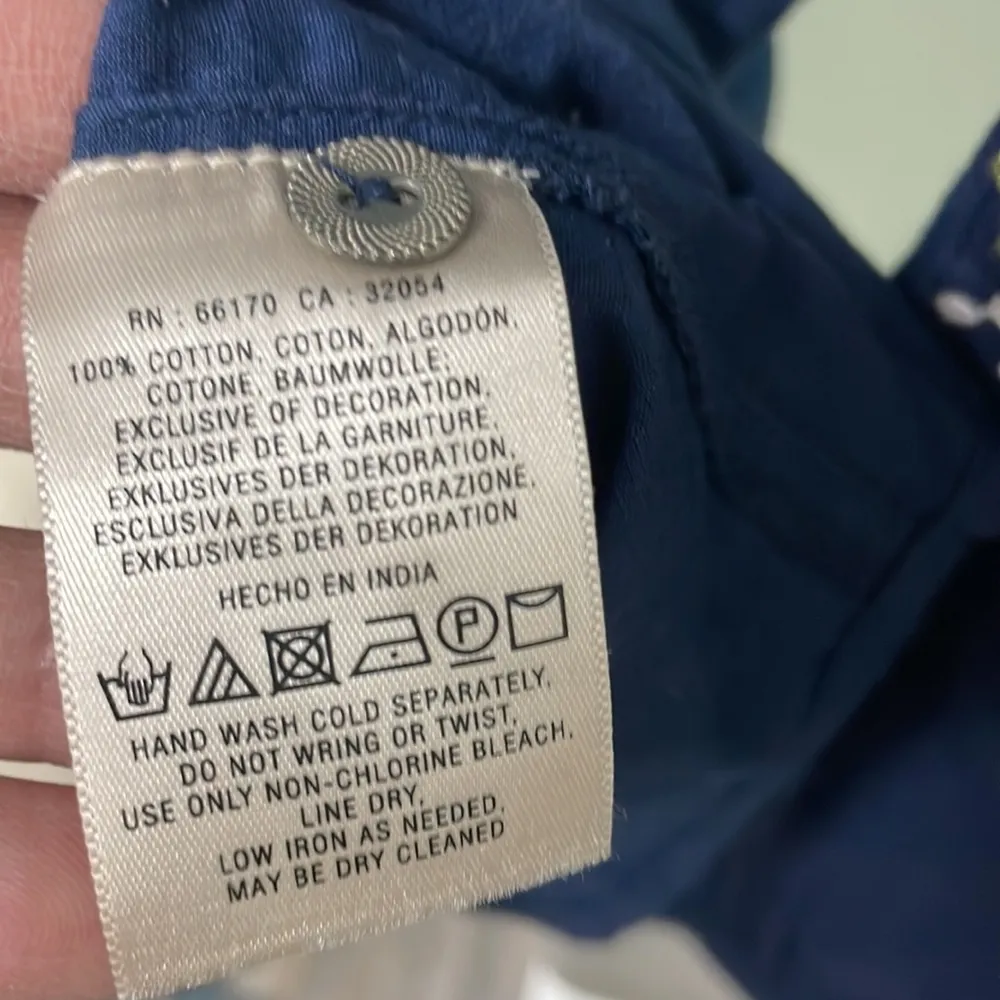 RN : 66170 CA : 32054
100% COTTON, COTON, ALGODÓN,
COTONE, BAUMWOLLE;
EXCLUSIVE OF DECORATION,
EXCLUSIF DE LA GARNITURE,
EXKLUSIVES DER DEKORATION,
ESCLUSIVA DELLA DECORAZIONE,
EXKLUSIVES DER DEKORATION
HECHO EN INDIA
P
HAND WASH COLD SEPARATELY,
DO NOT WRING OR TWIST,
USE ONLY NON-CHLORINE BLEACH,
LINE DRY,
LOW IRON AS NEEDED,
MAY BE DRY CLEANED